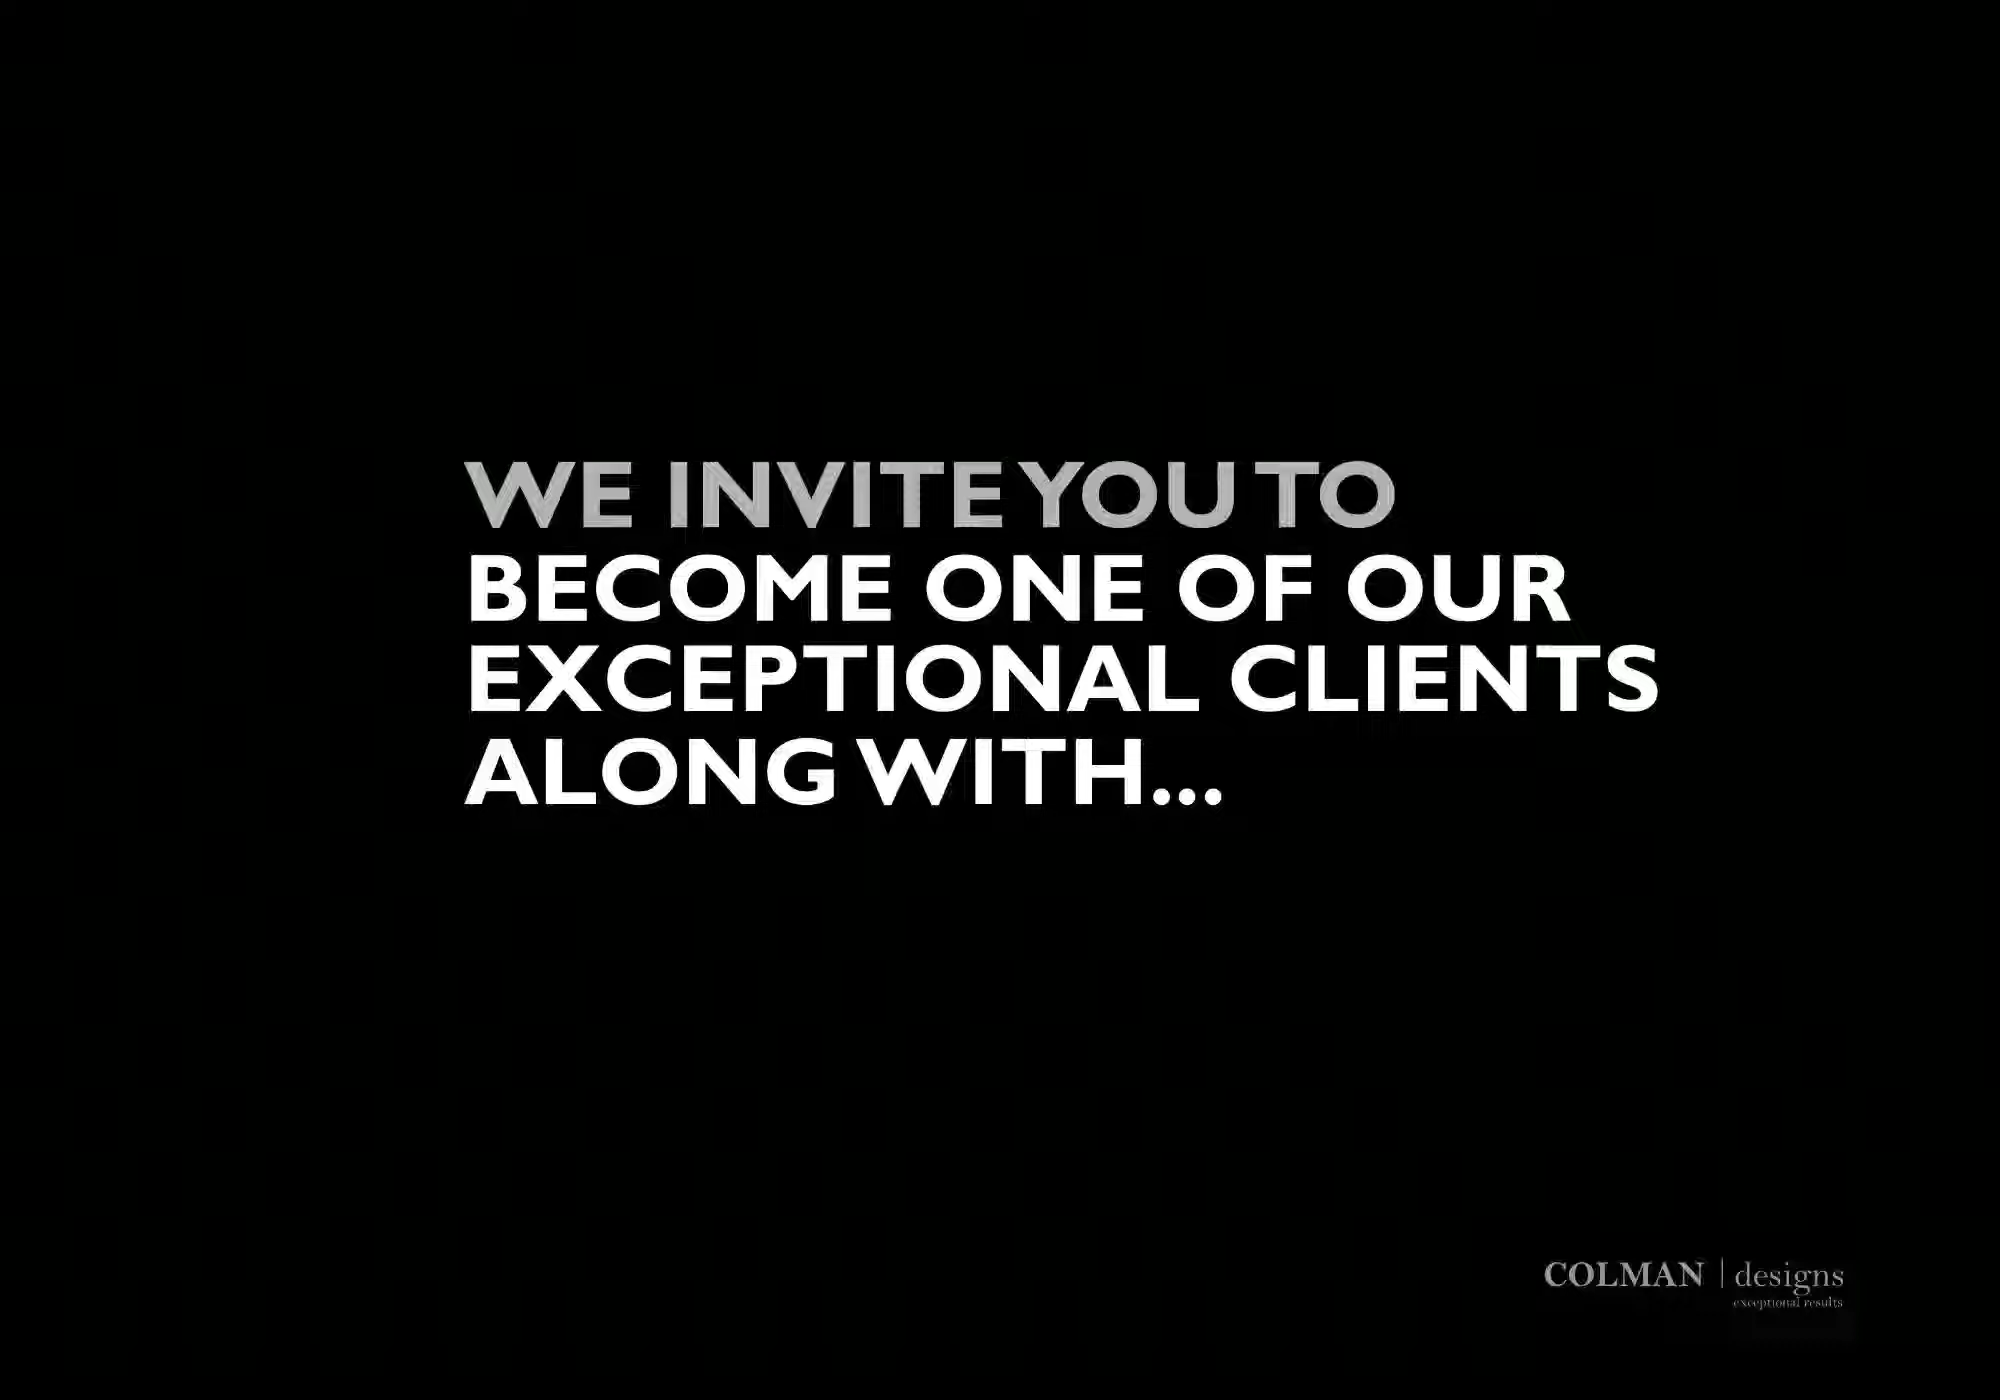 WE INVITE YOU TO
BECOME ONE OF OUR
EXCEPTIONAL CLIENTS
ALONG WITH...
COLMAN | designs
exceptional results